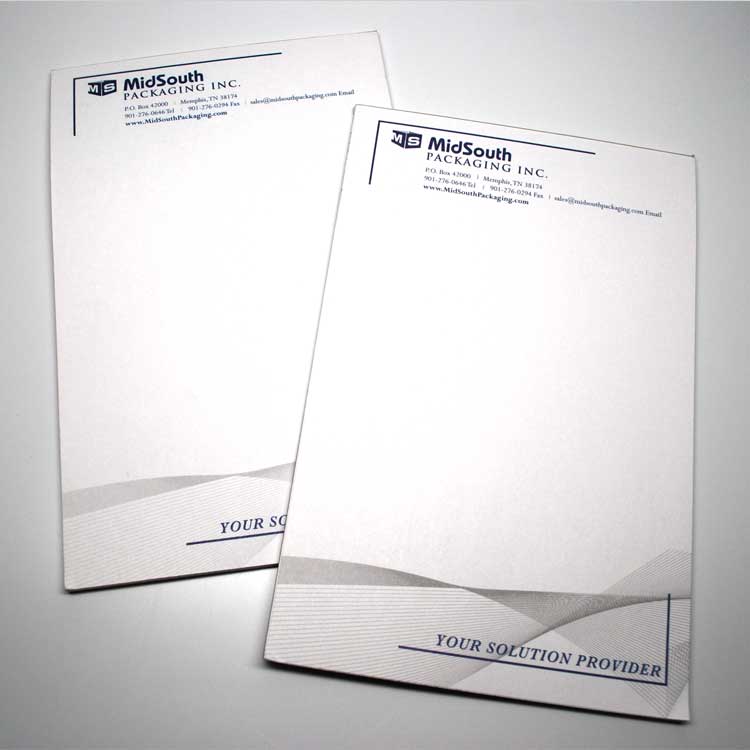 MS MidSouth
PACKAGING INC.
P.O. Box 42000 | Memphis, TN 38174
901-276-0646 Tel | 901-276-0294 Fax | sales@midsouthpackaging.com Email
www.MidSouthPackaging.com
YOUR SO
MS MidSouth
PACKAGING INC.
P.O. Box 42000 | Memphis, TN 38174
901-276-0646 Tel | 901-276-0294 Fax | sales@midsouthpackaging.com Email
www.MidSouthPackaging.com
YOUR SOLUTION PROVIDER